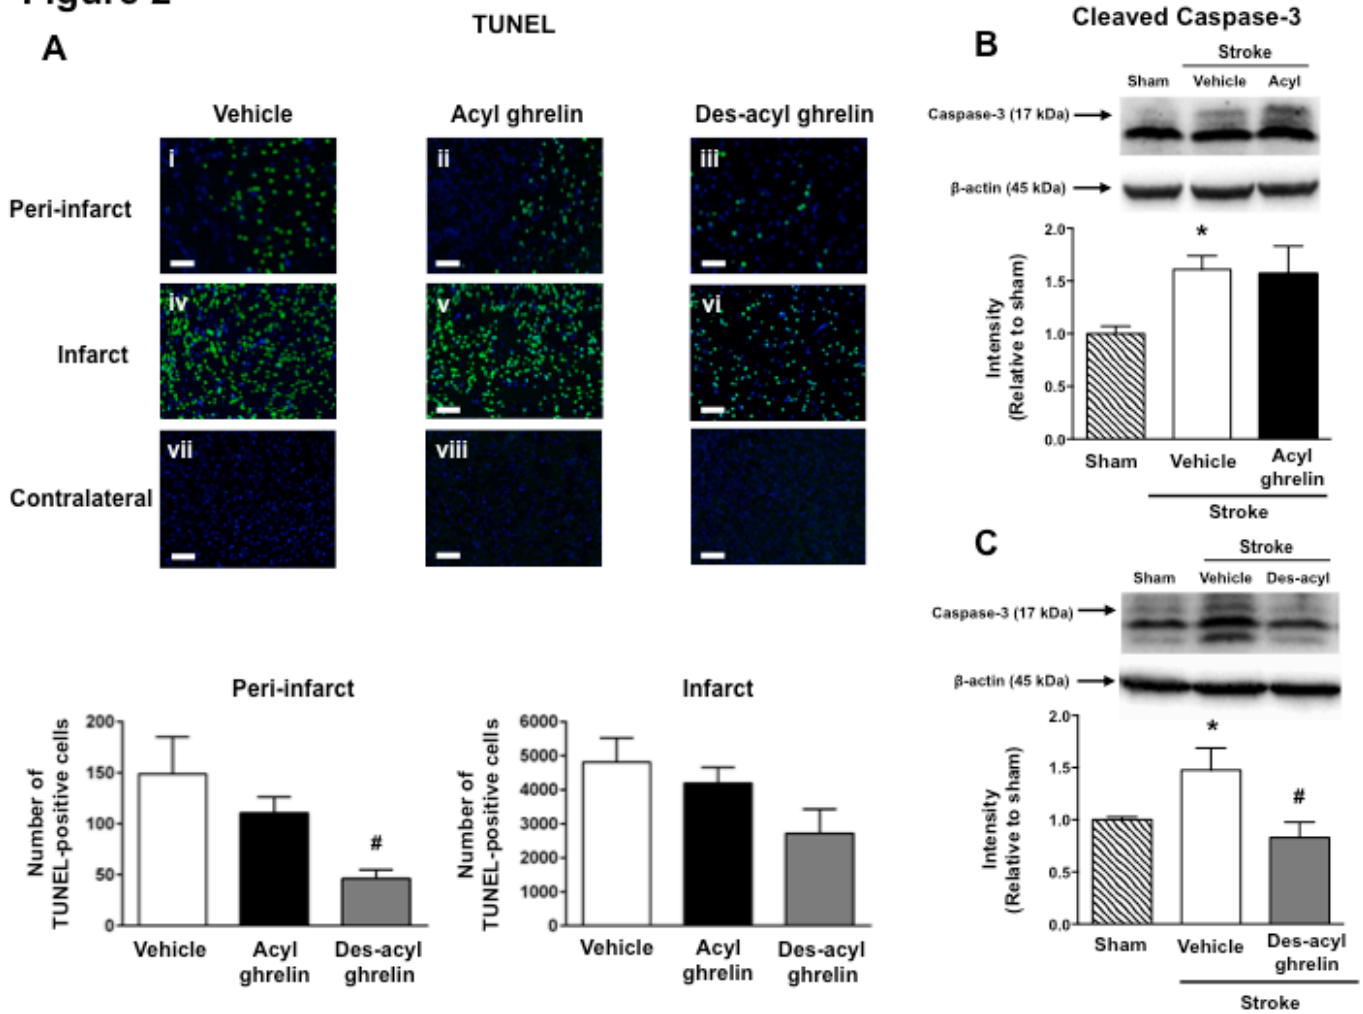 Figure 2
TUNEL
A
Vehicle
Acyl ghrelin
Des-acyl ghrelin
Peri-infarct
i
ii
iii
Infarct
iv
v
vi
Contralateral
vii
viii
Peri-infarct
Number of
TUNEL-positive cells
200
150
100
50
0
#
Vehicle
Acyl
ghrelin
Des-acyl
ghrelin
Infarct
Number of
TUNEL-positive cells
6000
5000
4000
3000
2000
1000
0
Vehicle
Acyl
ghrelin
Des-acyl
ghrelin
Cleaved Caspase-3
B
Stroke
Sham
Vehicle
Acyl
Caspase-3 (17 kDa)
β-actin (45 kDa)
Intensity
(Relative to sham)
2.0
1.5
1.0
0.5
0.0
*
Sham
Vehicle
Acyl
ghrelin
Stroke
C
Stroke
Sham
Vehicle
Des-acyl
Caspase-3 (17 kDa)
β-actin (45 kDa)
Intensity
(Relative to sham)
2.0
1.5
1.0
0.5
0.0
*
#
Sham
Vehicle
Des-acyl
ghrelin
Stroke